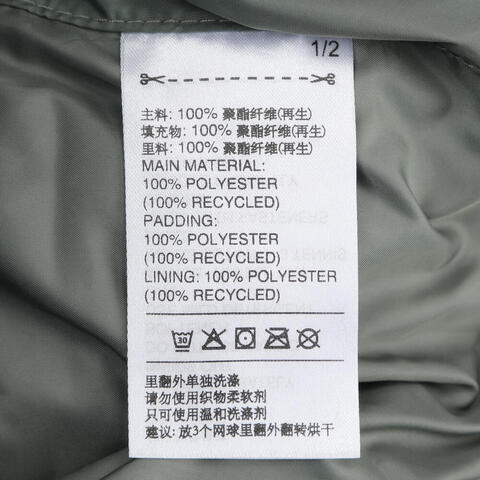 1/2
主料: 100% 聚酯纤维(再生)
填充物: 100% 聚酯纤维(再生)
里料: 100% 聚酯纤维(再生)
MAIN MATERIAL:
100% POLYESTER
(100% RECYCLED)
PADDING:
100% POLYESTER
(100% RECYCLED)
LINING: 100% POLYESTER
(100% RECYCLED)
30
里翻外单独洗涤
请勿使用织物柔软剂
只可使用温和洗涤剂
建议: 放3个网球里翻外翻转烘干